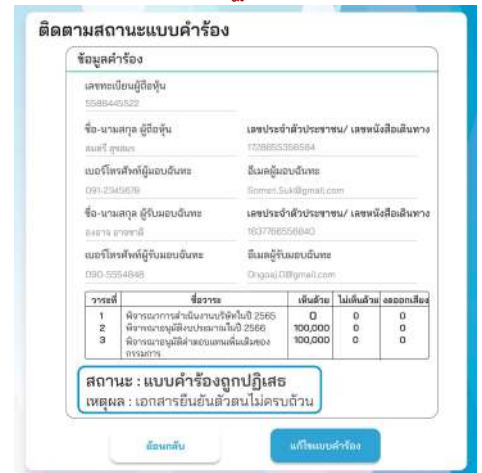 ติดตามสถานะแบบคำร้อง
ข้อมูลคำร้อง
เลขทะเบียนผู้ถือหุ้น
5586445522
ชื่อ-นามสกุล ผู้ถือหุ้น เลขประจำตัวประชาชน/ เลขหนังสือเดินทาง
สมศรี สุขสมร 1728655356584
เบอร์โทรศัพท์ผู้มอบฉันทะ อีเมลผู้มอบฉันทะ
091-2345678 Somsri.Suk@gmail.com
ชื่อ-นามสกุล ผู้รับมอบฉันทะ เลขประจำตัวประชาชน/ เลขหนังสือเดินทาง
องอาจ อาจชาติ 1837766556840
เบอร์โทรศัพท์ผู้รับมอบฉันทะ อีเมลผู้รับมอบฉันทะ
090-5554848 Ongoaj.O@gmail.com
วาระที่ ชื่อวาระ เห็นด้วย ไม่เห็นด้วย งดออกเสียง
1 พิจารณาการดำเนินงานบริษัทในปี 2565 0 0 0
2 พิจารณาอนุมัติงบประมาณในปี 2566 100,000 0 0
3 พิจารณาอนุมัติค่าตอบแทนเพิ่มเติมของ 100,000 0 0
กรรมการ
สถานะ : แบบคำร้องถูกปฏิเสธ
เหตุผล : เอกสารยืนยันตัวตนไม่ครบถ้วน
ย้อนกลับ แก้ไขแบบคำร้อง